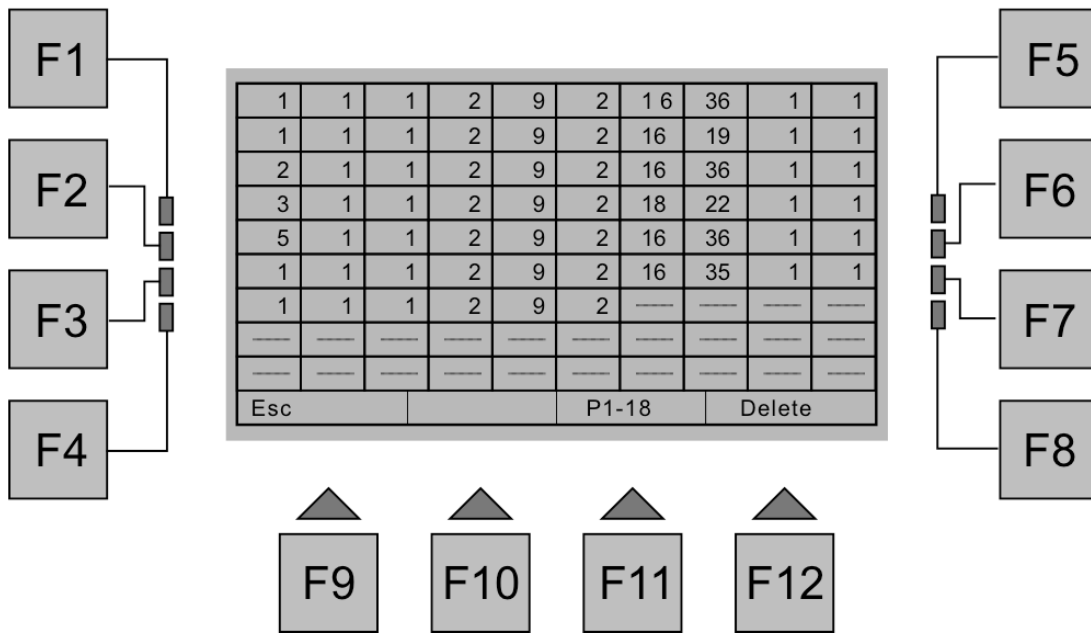 F1
F5
1 1 1 2 9 2 1 6 36 1 1
1 1 1 2 9 2 16 19 1 1
F2
F6
2 1 1 2 9 2 16 36 1 1
3 1 1 2 9 2 18 22 1 1
5 1 1 2 9 2 16 36 1 1
1 1 1 2 9 2 16 35 1 1
F3
F7
1 1 1 2 9 2 ---- ---- ---- ----
---- ---- ---- ---- ---- ---- ---- ---- ---- ----
---- ---- ---- ---- ---- ---- ---- ---- ---- ----
Esc P1-18 Delete
F4
F8
F9 F10 F11 F12